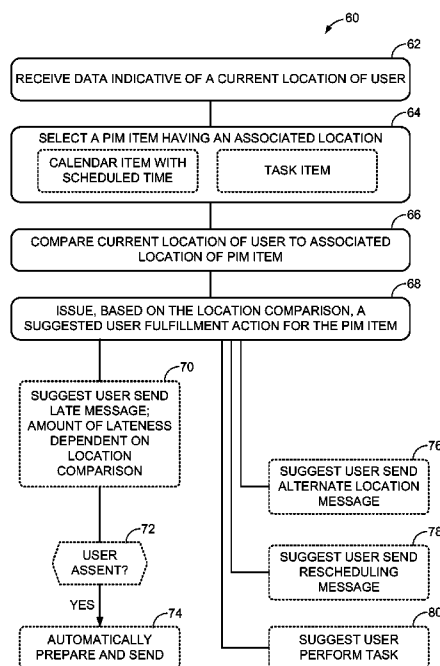 60
62
RECEIVE DATA INDICATIVE OF A CURRENT LOCATION OF USER
64
SELECT A PIM ITEM HAVING AN ASSOCIATED LOCATION
CALENDAR ITEM WITH
SCHEDULED TIME
TASK ITEM
66
COMPARE CURRENT LOCATION OF USER TO ASSOCIATED
LOCATION OF PIM ITEM
68
ISSUE, BASED ON THE LOCATION COMPARISON, A
SUGGESTED USER FULFILLMENT ACTION FOR THE PIM ITEM
70
SUGGEST USER SEND
LATE MESSAGE;
AMOUNT OF LATENESS
DEPENDENT ON
LOCATION
COMPARISON
72
USER
ASSENT?
YES
74
AUTOMATICALLY
PREPARE AND SEND
76
SUGGEST USER SEND
ALTERNATE LOCATION
MESSAGE
78
SUGGEST USER SEND
RESCHEDULING
MESSAGE
80
SUGGEST USER
PERFORM TASK